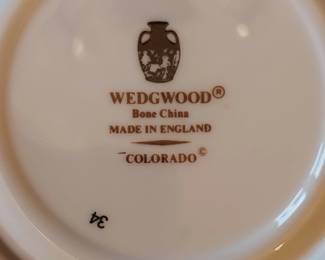 WEDGWOOD®
Bone China
MADE IN ENGLAND
COLORADO©
34